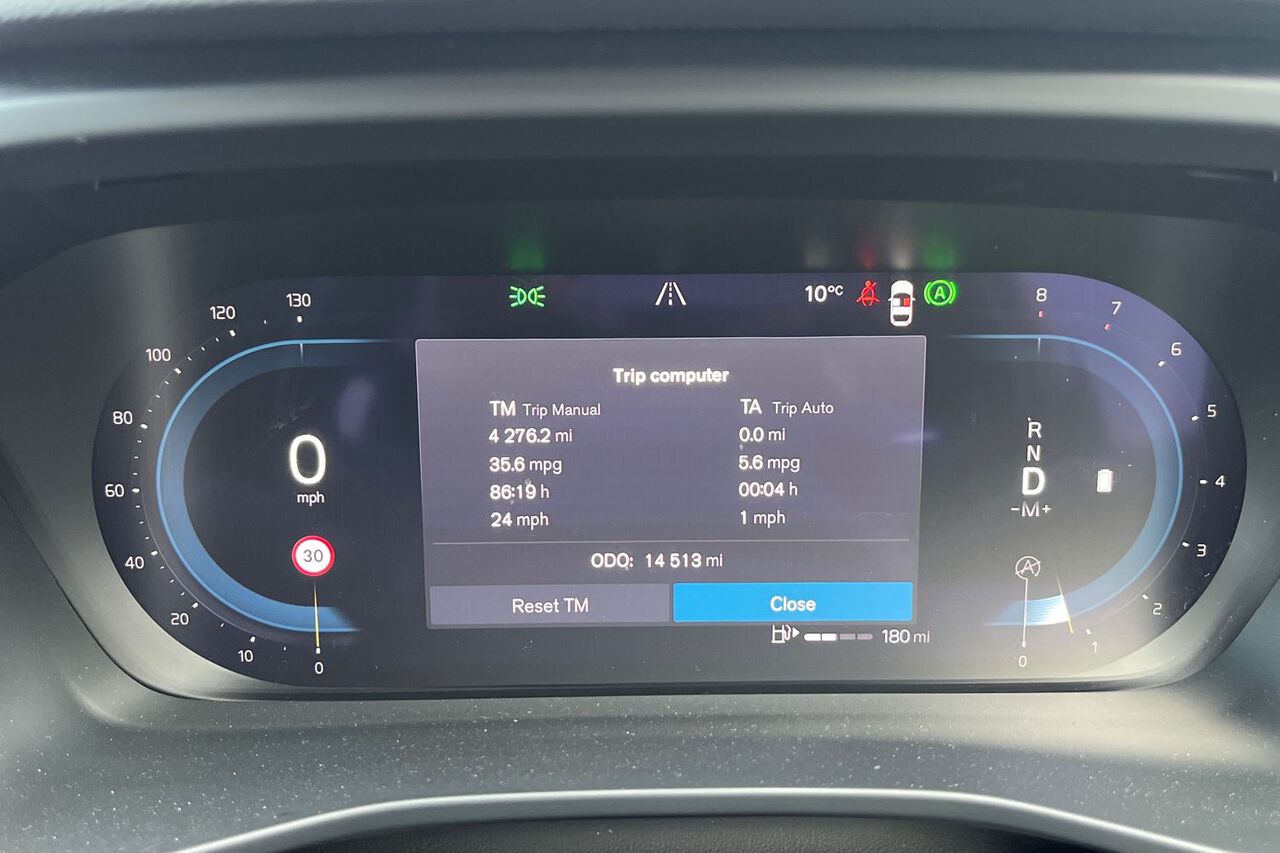 10°C
A
Trip computer
TM Trip Manual
4 276.2 mi
35.6 mpg
86:19 h
24 mph
TA Trip Auto
0.0 mi
5.6 mpg
00:04 h
1 mph
ODO: 14 513 mi
Reset TM
Close
180 mi
130
120
100
80
60
40
20
10
0
0
mph
30
8
7
6
5
4
3
2
1
0
R
N
D
-M+
A